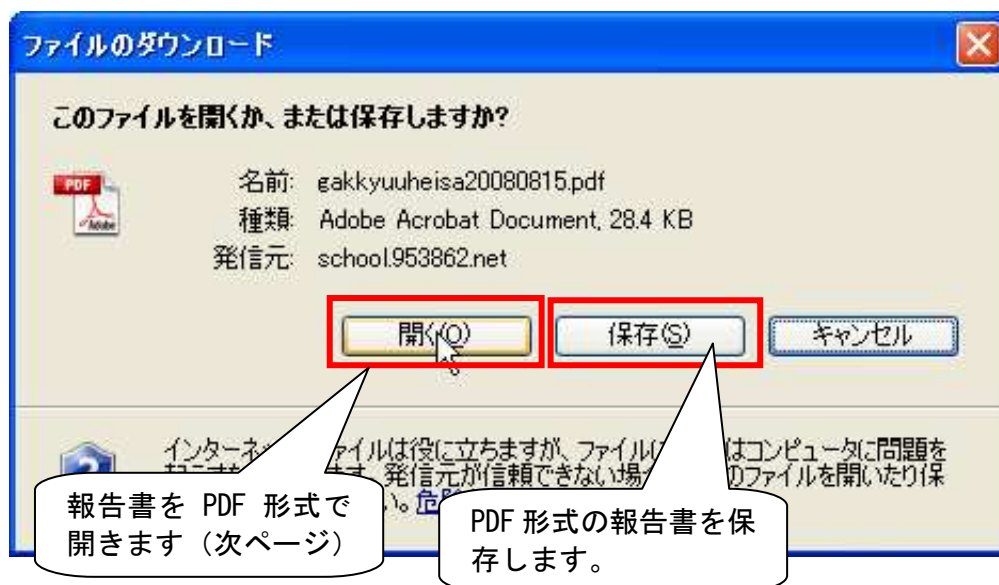 ファイルのダウンロード
このファイルを開くか、または保存しますか?
PDF
Adobe
名前: gakkyuuheisa20080815.pdf
種類: Adobe Acrobat Document, 28.4 KB
発信元: school.953862.net
開く(O) 保存(S) キャンセル
インターネ ァイルは役に立ちますが、ファイルに はコンピュータに問題を
す。発信元が信頼できない場 のファイルを開いたり保
い。危
報告書を PDF 形式で
開きます（次ページ）
PDF 形式の報告書を保
存します。